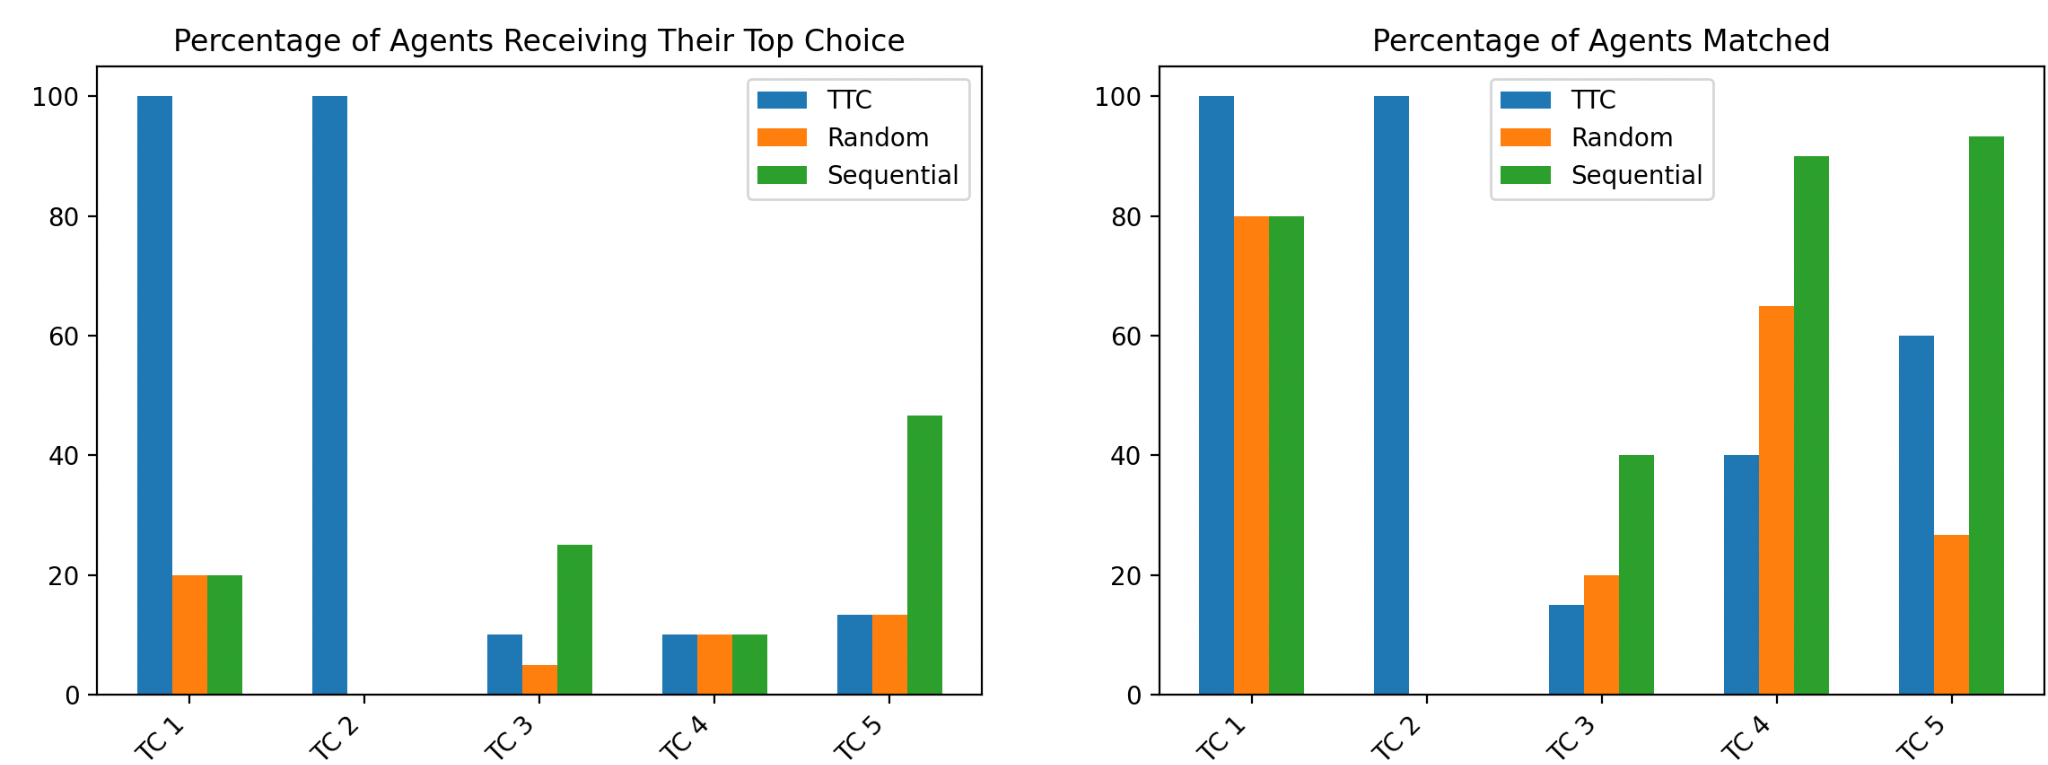 Percentage of Agents Receiving Their Top Choice
TTC
Random
Sequential
100
80
60
40
20
0
TC 1
TC 2
TC 3
TC 4
TC 5
Percentage of Agents Matched
TTC
Random
Sequential
100
80
60
40
20
0
TC 1
TC 2
TC 3
TC 4
TC 5